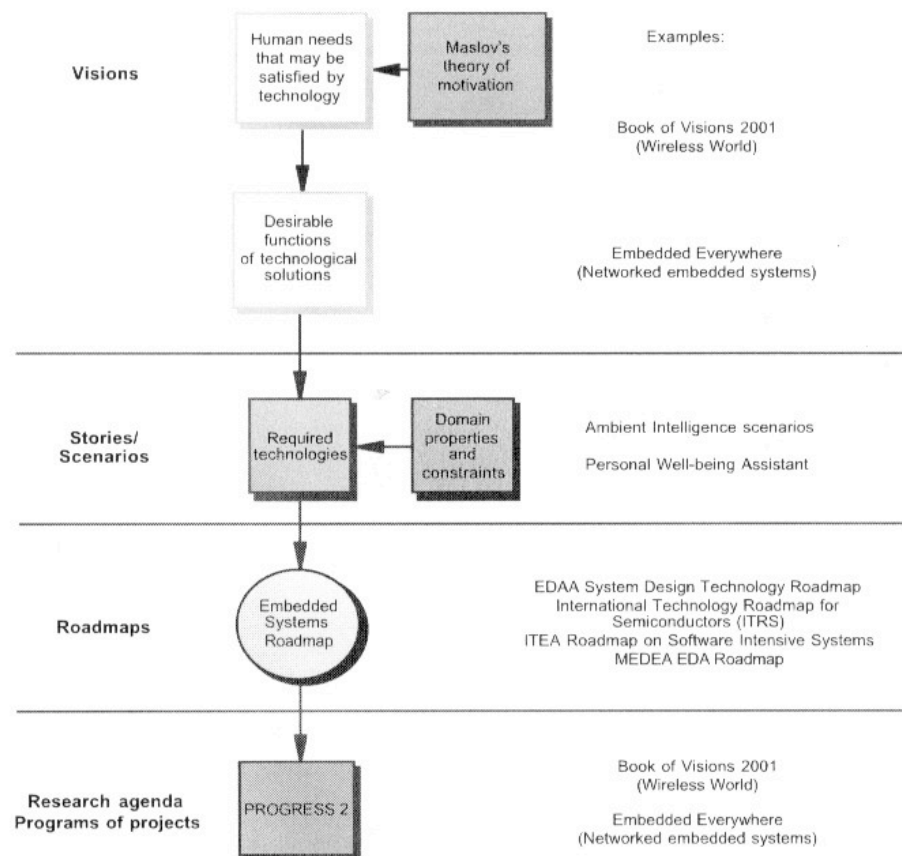 Human needs
that may be
satisfied by
technology
Maslov's
theory of
motivation
Examples:
Visions
Book of Visions 2001
(Wireless World)
Desirable
functions
of technological
solutions
Embedded Everywhere
(Networked embedded systems)
Stories/
Scenarios
Required
technologies
Domain
properties
and
constraints
Ambient Intelligence scenarios
Personal Well-being Assistant
Roadmaps
Embedded
Systems
Roadmap
EDAA System Design Technology Roadmap
International Technology Roadmap for
Semiconductors (ITRS)
ITEA Roadmap on Software Intensive Systems
MEDEA EDA Roadmap
Research agenda
Programs of projects
PROGRESS 2
Book of Visions 2001
(Wireless World)
Embedded Everywhere
(Networked embedded systems)